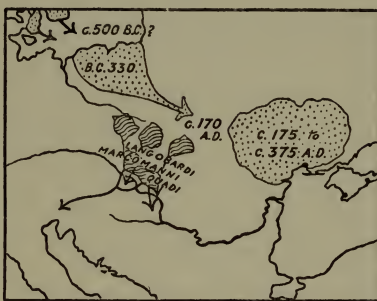 c.500 B.C.?
B.C.330
c.170
A.D.
C. 175 to
C. 375 A.D.
LANGOBARDI
MARCOMANNI
QUADI